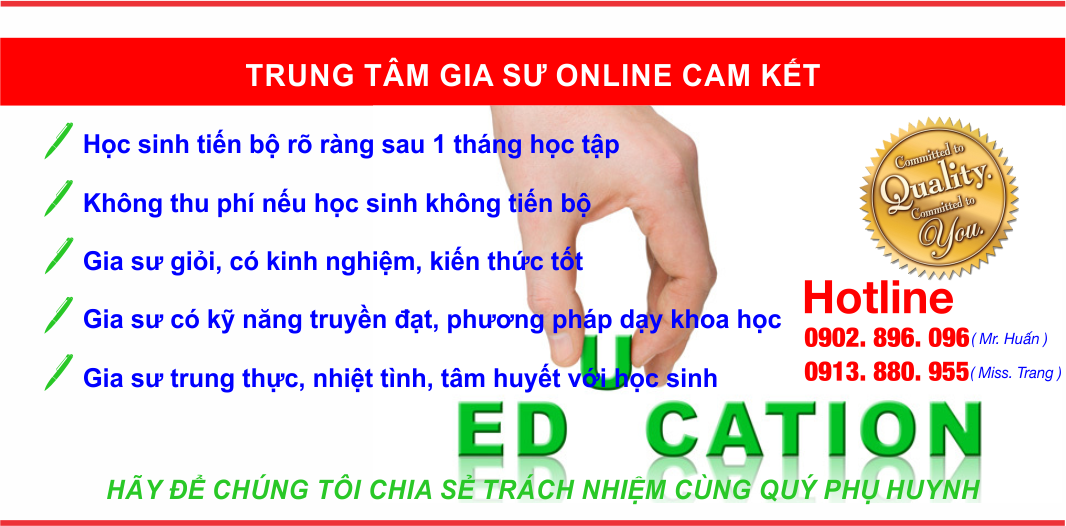 TRUNG TÂM GIA SƯ ONLINE CAM KẾT
Học sinh tiến bộ rõ ràng sau 1 tháng học tập
Không thu phí nếu học sinh không tiến bộ
Gia sư giỏi, có kinh nghiệm, kiến thức tốt
Gia sư có kỹ năng truyền đạt, phương pháp dạy khoa học
Gia sư trung thực, nhiệt tình, tâm huyết với học sinh
Committed to
Quality.
Committed to
You.
Hotline
0902. 896. 096 ( Mr. Huấn )
0913. 880. 955 ( Miss. Trang )
U
ED CATION
HÃY ĐỂ CHÚNG TÔI CHIA SẺ TRÁCH NHIỆM CÙNG QUÝ PHỤ HUYNH